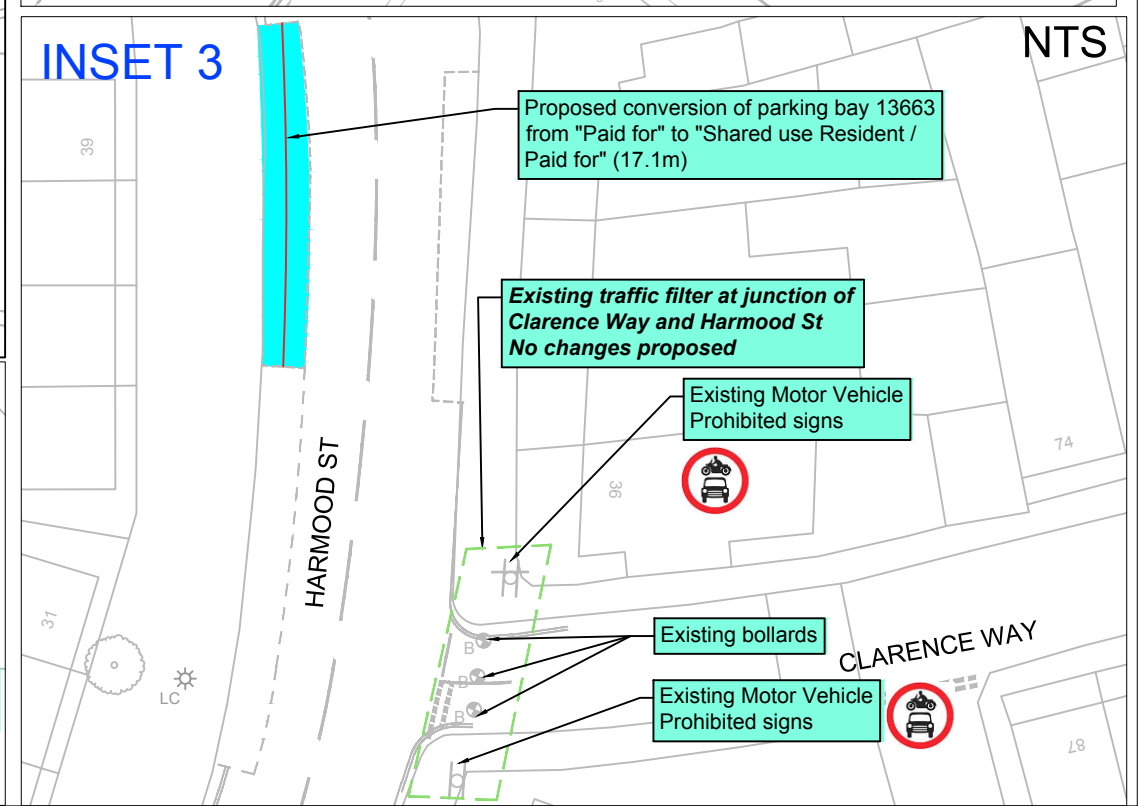 INSET 3
NTS
Proposed conversion of parking bay 13663
from "Paid for" to "Shared use Resident /
Paid for" (17.1m)
39
Existing traffic filter at junction of
Clarence Way and Harmood St
No changes proposed
Existing Motor Vehicle
Prohibited signs
74
36
HARMOOD ST
31
LC
B
B
B
Existing bollards
CLARENCE WAY
Existing Motor Vehicle
Prohibited signs
87